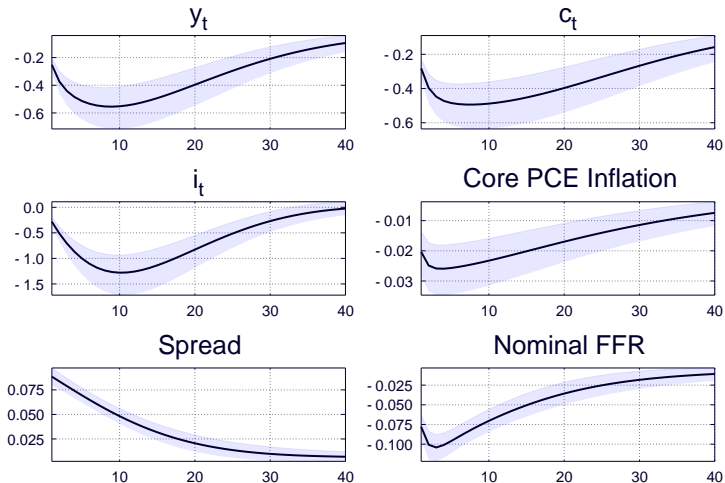 y_t
c_t
- 0.2
- 0.4
- 0.6
10 20 30 40
- 0.2
- 0.4
- 0.6
10 20 30 40
i_t
Core PCE Inflation
0.0
- 0.5
- 1.0
- 1.5
10 20 30 40
- 0.01
- 0.02
- 0.03
10 20 30 40
Spread
Nominal FFR
0.075
0.050
0.025
10 20 30 40
- 0.025
- 0.050
- 0.075
- 0.100
10 20 30 40